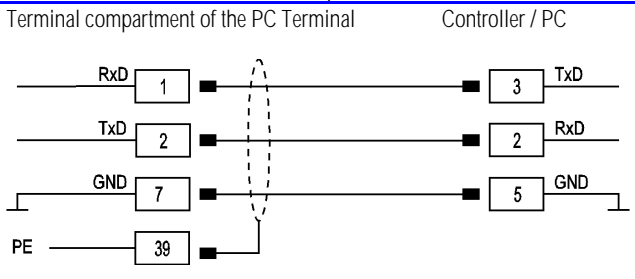 Terminal compartment of the PC Terminal Controller / PC
RxD 1 3 TxD
TxD 2 2 RxD
GND 7 5 GND
PE 39